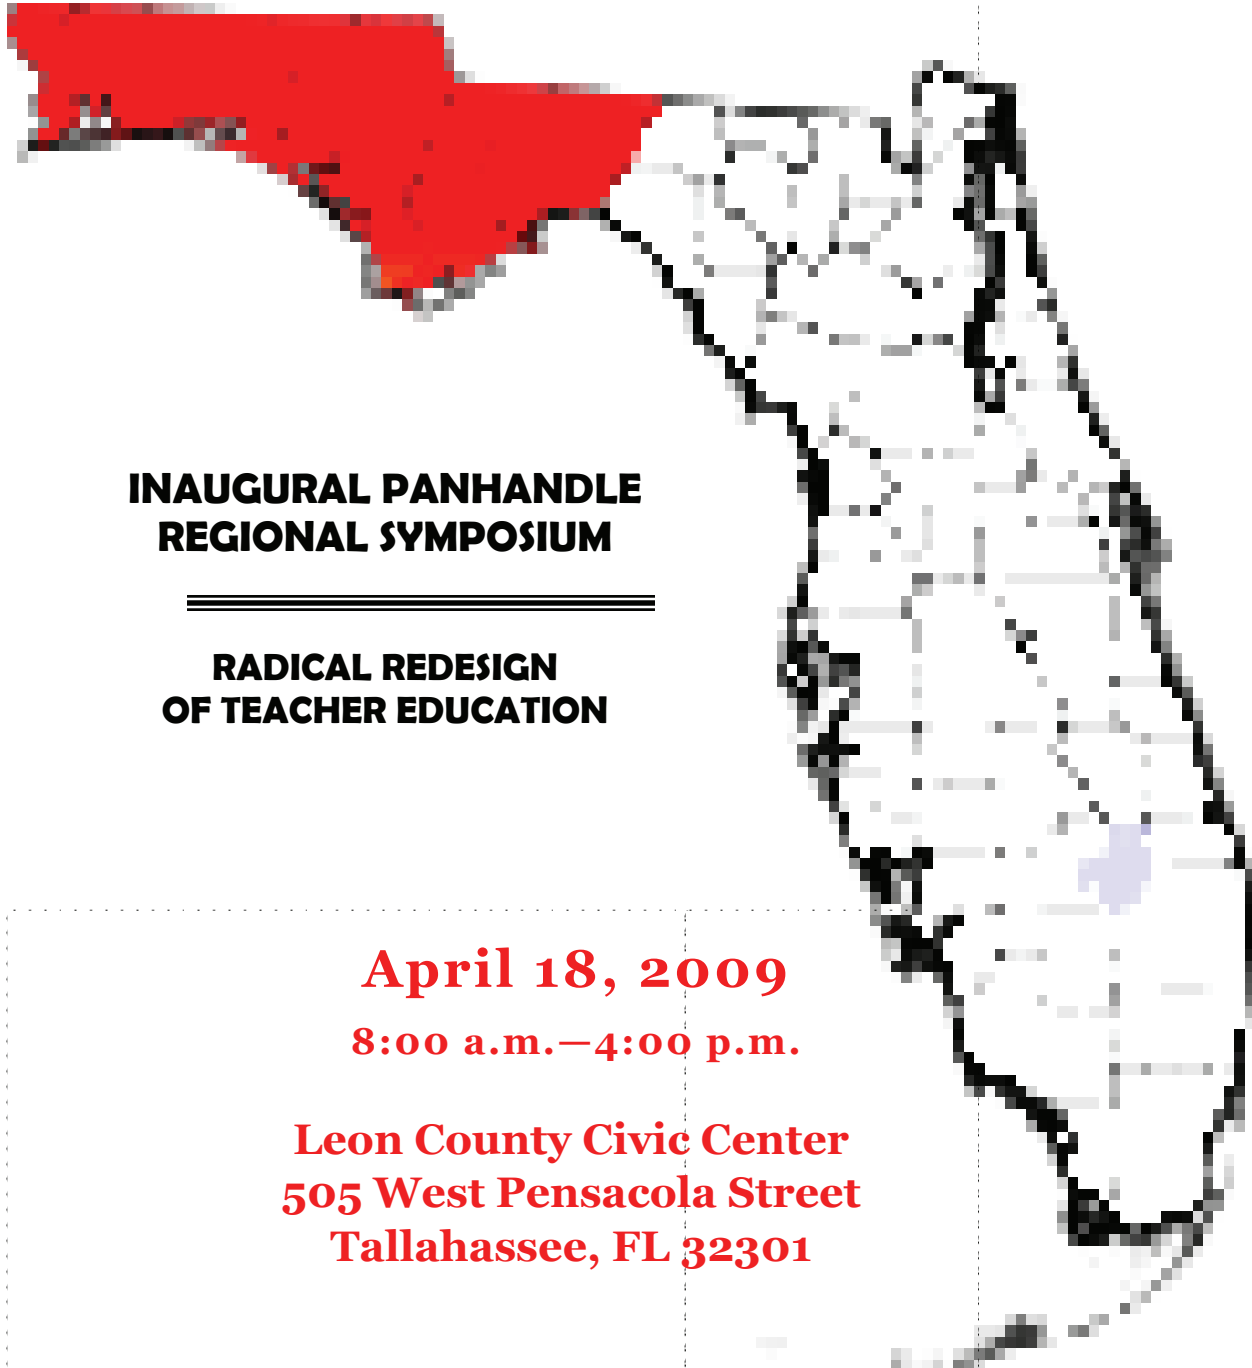 INAUGURAL PANHANDLE
REGIONAL SYMPOSIUM
RADICAL REDESIGN
OF TEACHER EDUCATION
April 18, 2009
8:00 a.m.—4:00 p.m.
Leon County Civic Center
505 West Pensacola Street
Tallahassee, FL 32301